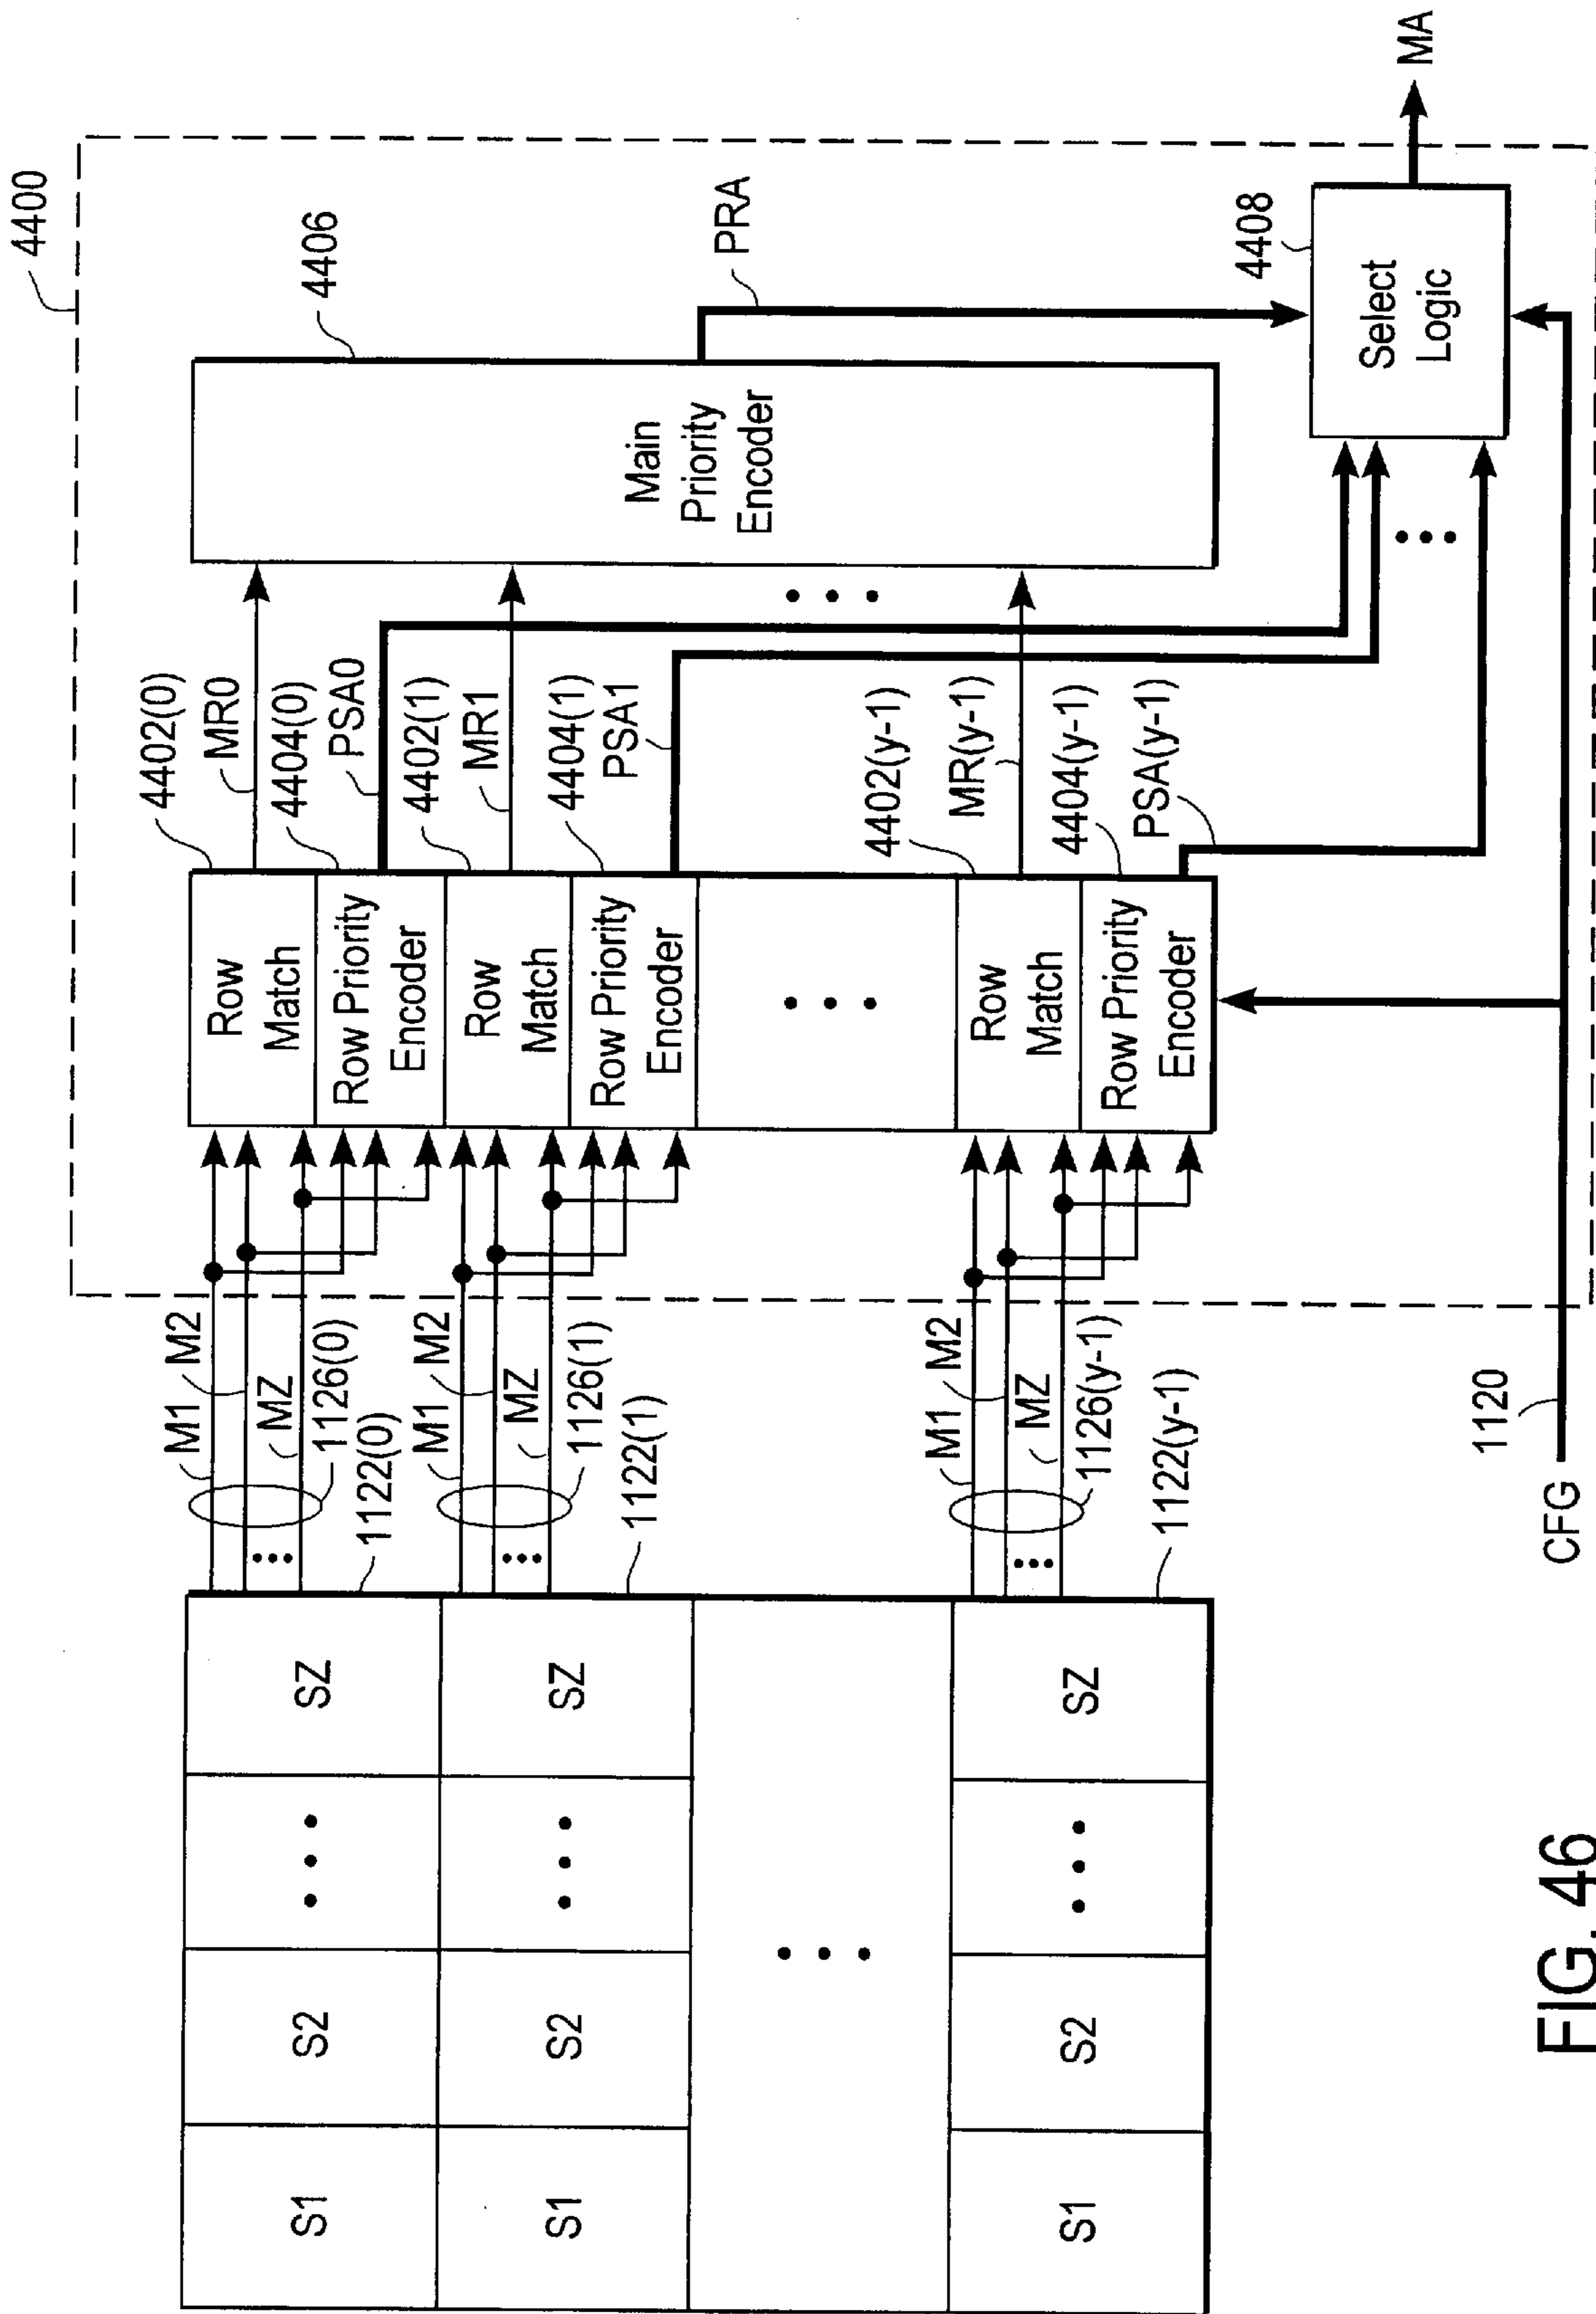 4400
4402(0)
MR0
4404(0)
PSA0
4402(1)
MR1
4404(1)
PSA1
4402(y-1)
MR(y-1)
4404(y-1)
PSA(y-1)
4406
PRA
4408
MA
S1
S2
SZ
M1
M2
MZ
1126(0)
1122(0)
Row
Match
Row Priority
Encoder
Main
Priority
Encoder
S1
S2
SZ
M1
M2
MZ
1126(1)
1122(1)
Row
Match
Row Priority
Encoder
S1
S2
SZ
M1
M2
MZ
1126(y-1)
1122(y-1)
Row
Match
Row Priority
Encoder
Select
Logic
1120
CFG
FIG. 46